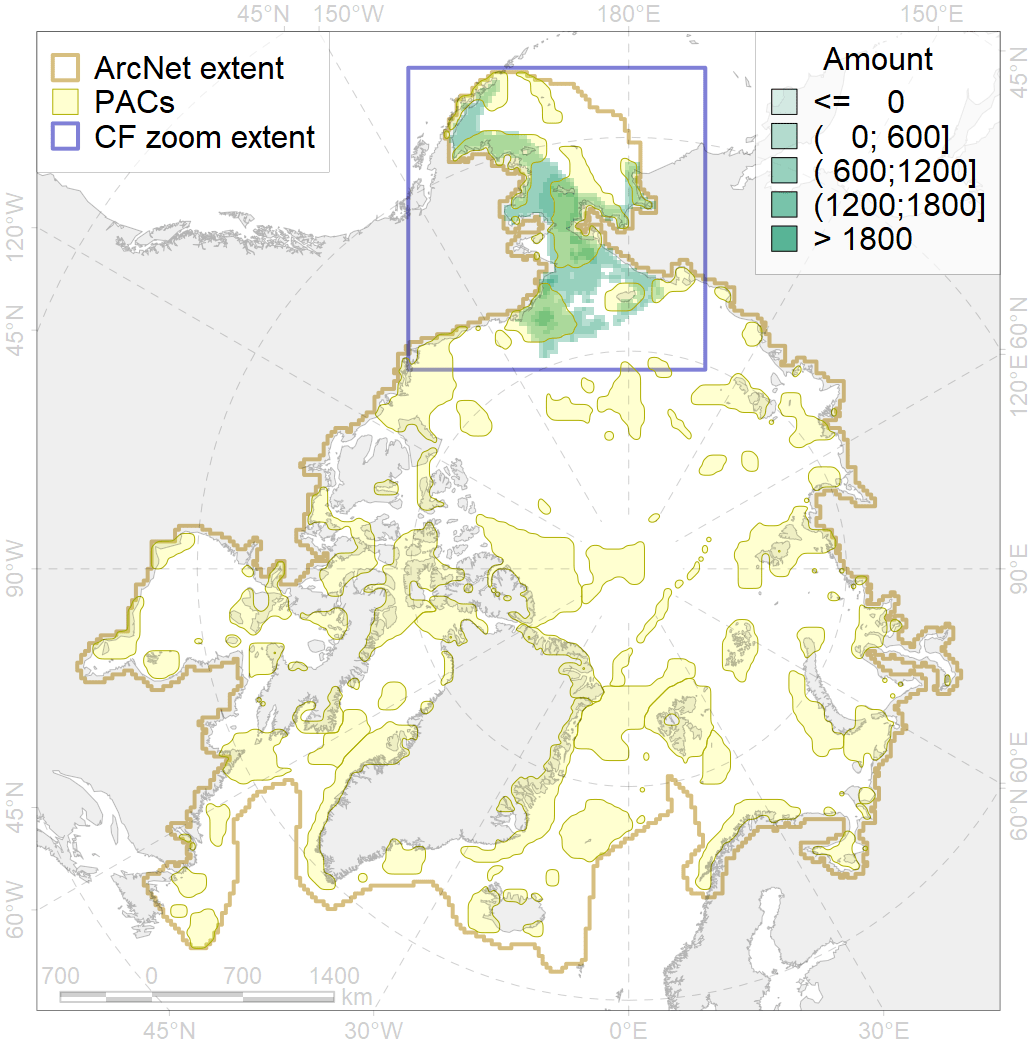 45°N 150°W 180°E 150°E
ArcNet extent
PACs
CF zoom extent
Amount
<= 0
( 0; 600]
( 600;1200]
(1200;1800]
> 1800
45°N
120°W
45°N
60°N
120°E
90°W
90°E
45°N
60°E
60°N
60°W
700 0 700 1400
km
45°N 30°W 0°E 30°E